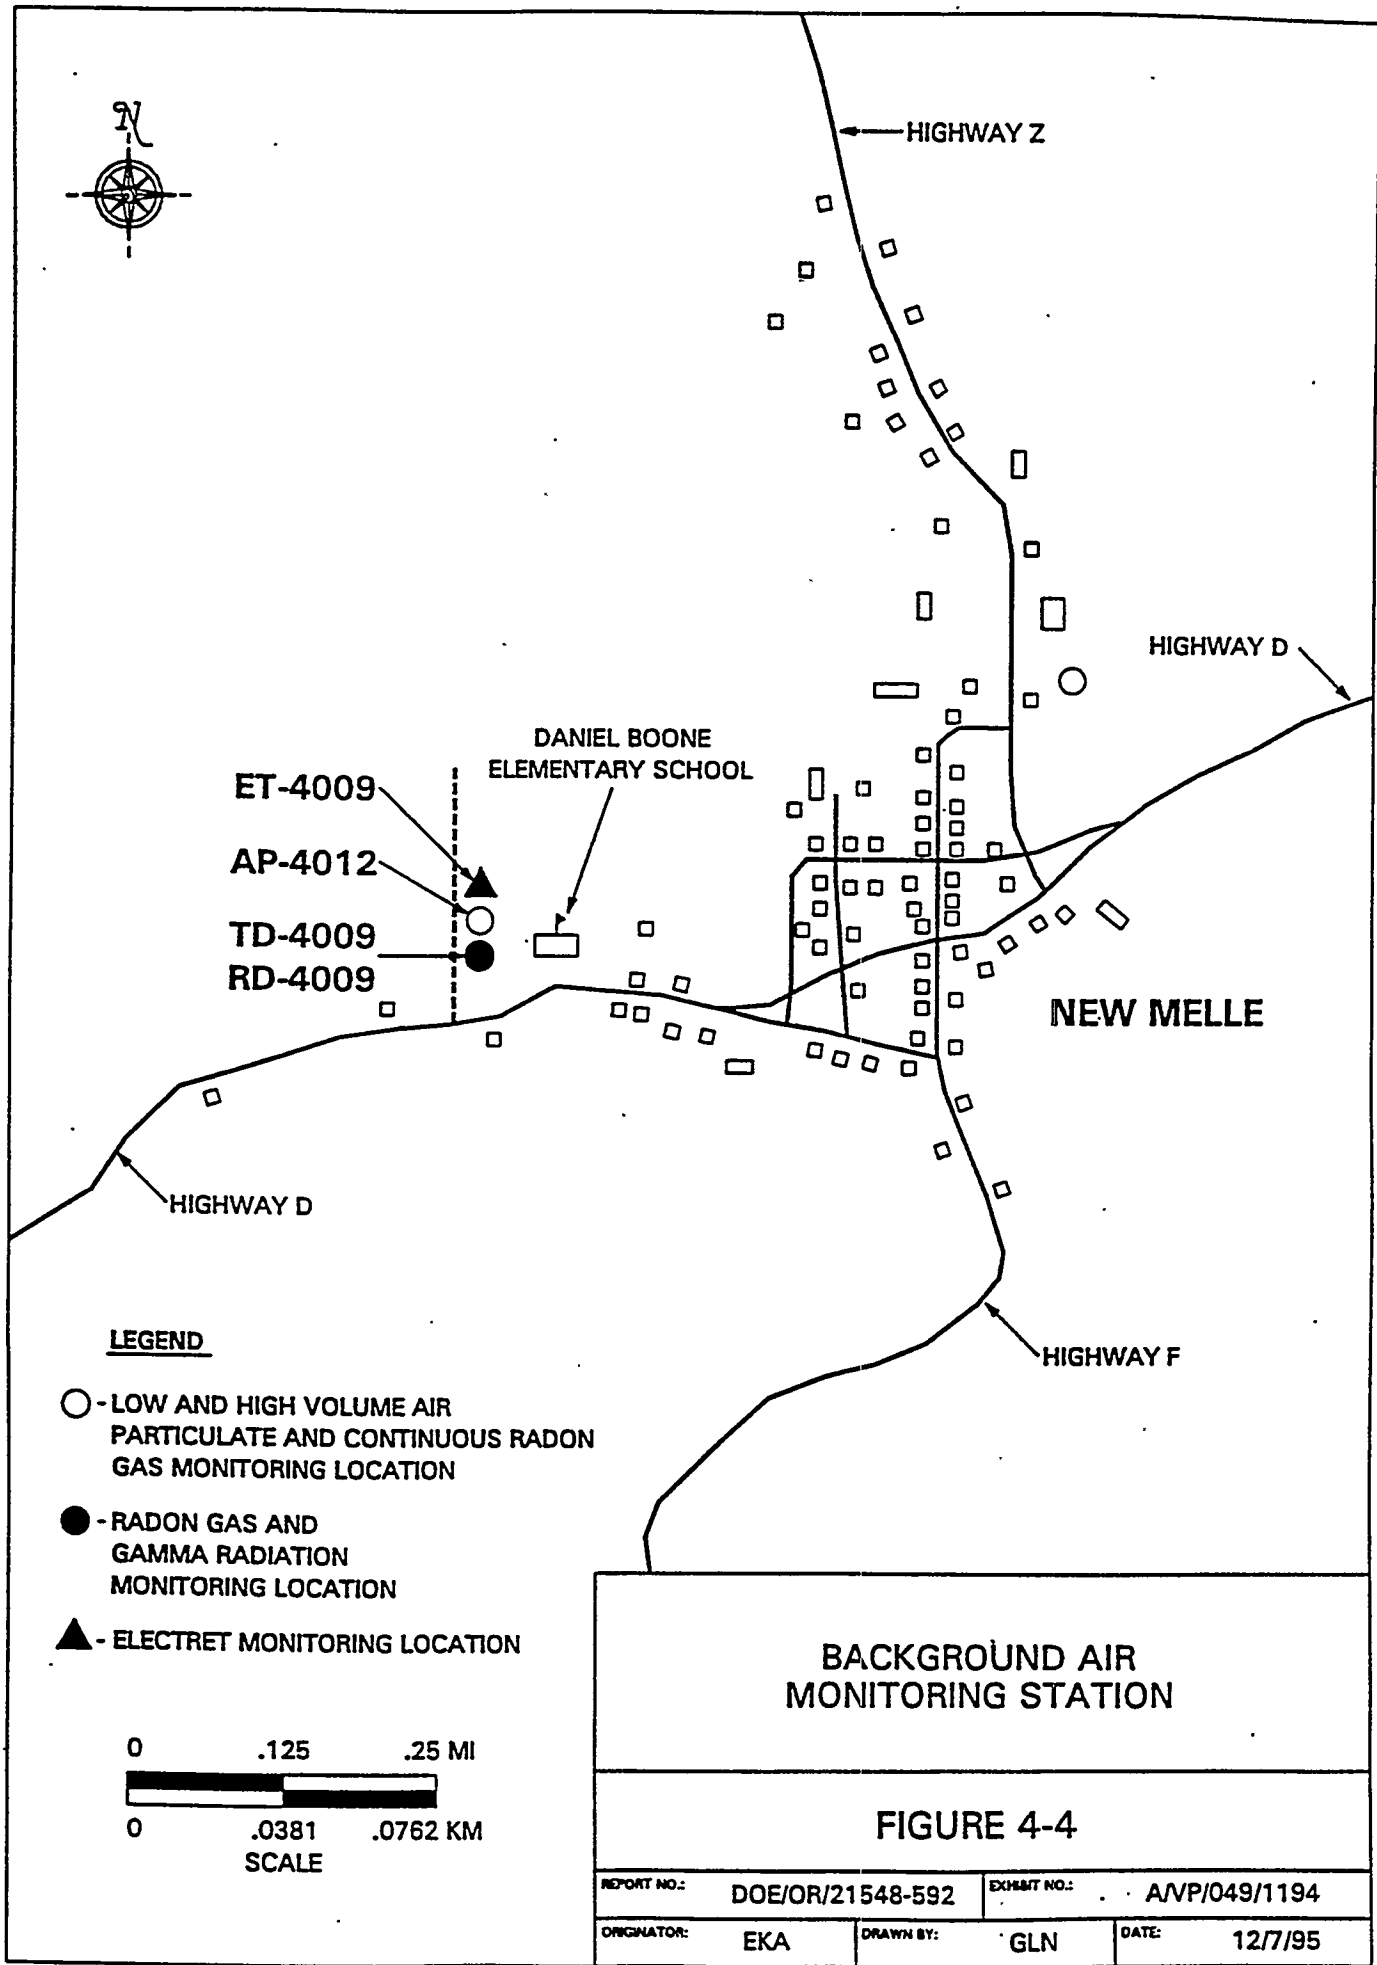 N
HIGHWAY Z
HIGHWAY D
DANIEL BOONE
ELEMENTARY SCHOOL
ET-4009
AP-4012
TD-4009
RD-4009
NEW MELLE
HIGHWAY D
HIGHWAY F
LEGEND
- LOW AND HIGH VOLUME AIR
PARTICULATE AND CONTINUOUS RADON
GAS MONITORING LOCATION
- RADON GAS AND
GAMMA RADIATION
MONITORING LOCATION
- ELECTRET MONITORING LOCATION
0 .125 .25 MI
0 .0381 .0762 KM
SCALE
BACKGROUND AIR
MONITORING STATION
FIGURE 4-4
REPORT NO.: DOE/OR/21548-592 EXHIBIT NO.: A/VP/049/1194
ORIGINATOR: EKA DRAWN BY: GLN DATE: 12/7/95